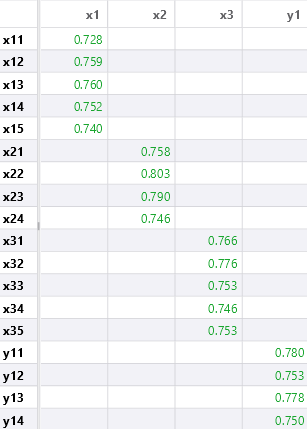 x1 x2 x3 y1
x11 0.728
x12 0.759
x13 0.760
x14 0.752
x15 0.740
x21 0.758
x22 0.803
x23 0.790
x24 0.746
x31 0.766
x32 0.776
x33 0.753
x34 0.746
x35 0.753
y11 0.780
y12 0.753
y13 0.778
y14 0.750